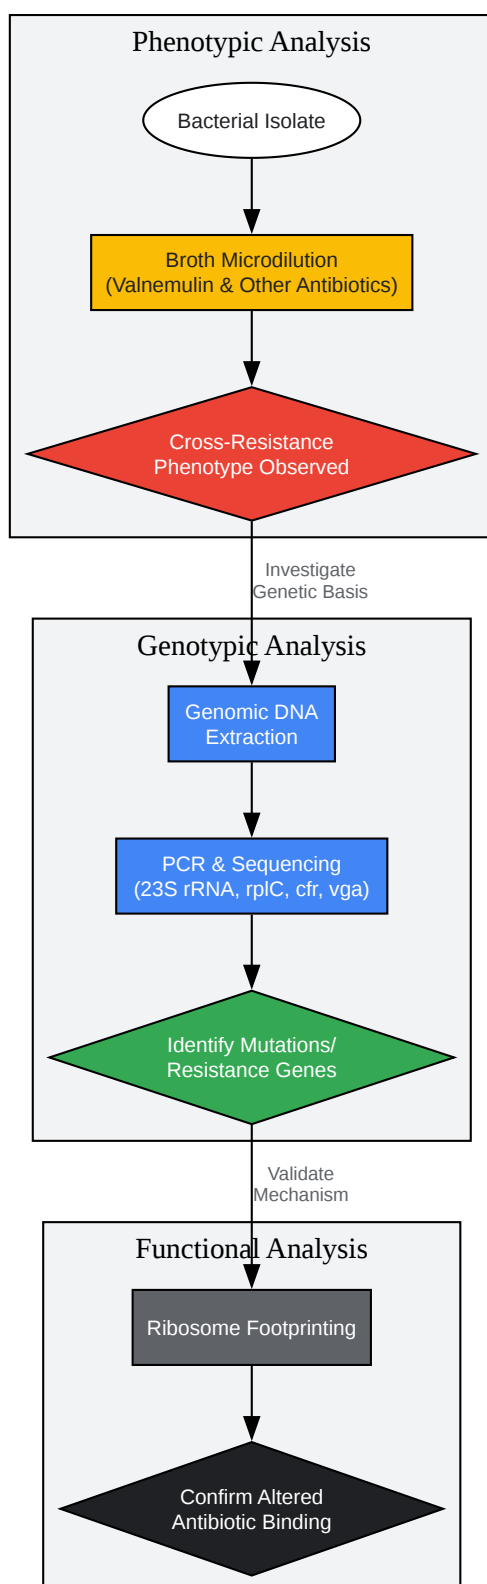 Phenotypic Analysis
Bacterial Isolate
Broth Microdilution
(Valnemulin & Other Antibiotics)
Cross-Resistance
Phenotype Observed
Investigate
Genetic Basis
Genotypic Analysis
Genomic DNA
Extraction
PCR & Sequencing
(23S rRNA, rplC, cfr, vga)
Identify Mutations/
Resistance Genes
Validate
Mechanism
Functional Analysis
Ribosome Footprinting
Confirm Altered
Antibiotic Binding